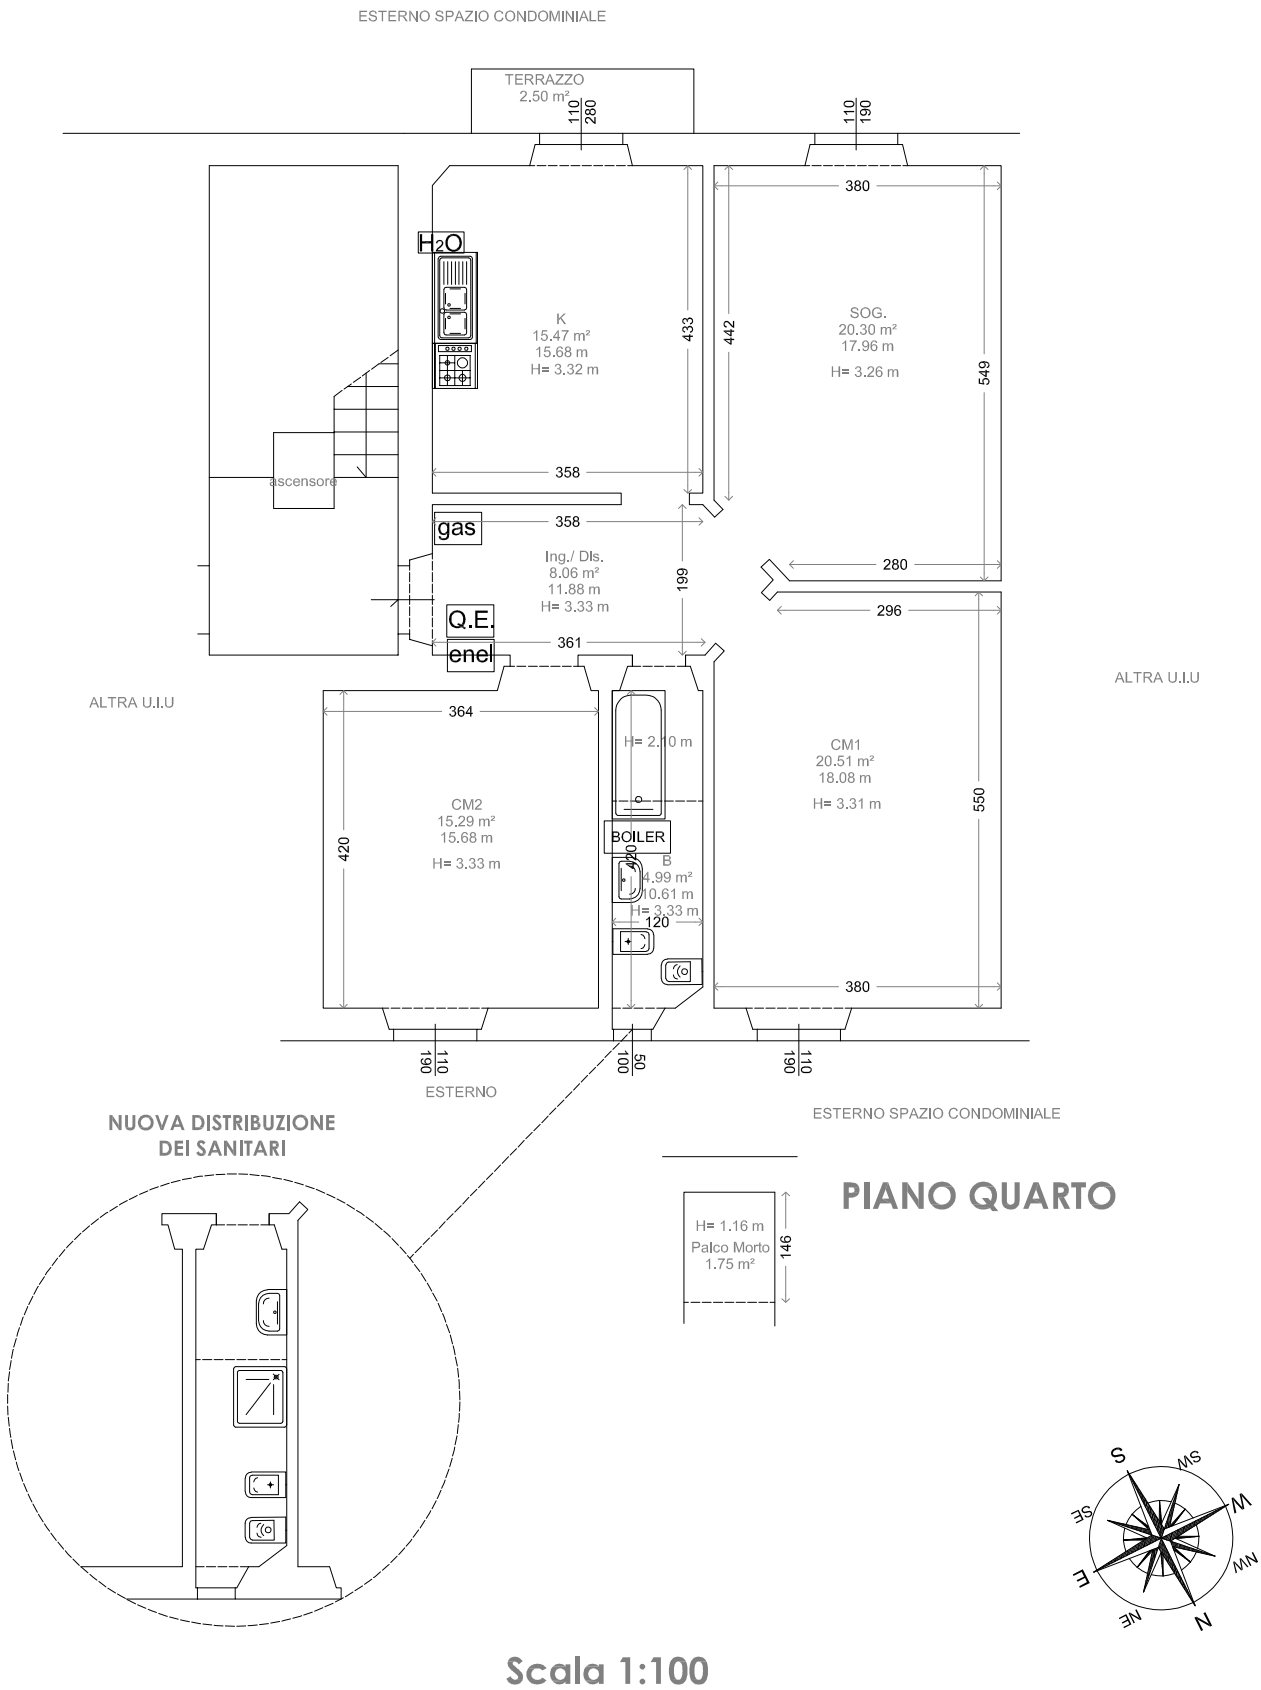 ESTERNO SPAZIO CONDOMINIALE
TERRAZZO
2.50 m²
110
280
110
190
380
H2O
K
15.47 m²
15.68 m
H= 3.32 m
433
442
SOG.
20.30 m²
17.96 m
H= 3.26 m
549
ascensore
358
gas
358
Ing./ Dis.
8.06 m²
11.88 m
H= 3.33 m
199
280
296
Q.E.
enel
361
ALTRA U.I.U
ALTRA U.I.U
364
H= 2.10 m
CM1
20.51 m²
18.08 m
H= 3.31 m
550
CM2
15.29 m²
15.68 m
H= 3.33 m
420
BOILER
420
B
4.99 m²
10.61 m
H= 3.33 m
120
380
110
190
50
100
110
190
ESTERNO
ESTERNO SPAZIO CONDOMINIALE
NUOVA DISTRIBUZIONE
DEI SANITARI
PIANO QUARTO
H= 1.16 m
Palco Morto
1.75 m²
146
S
SW
W
NW
N
NE
E
SE
Scala 1:100